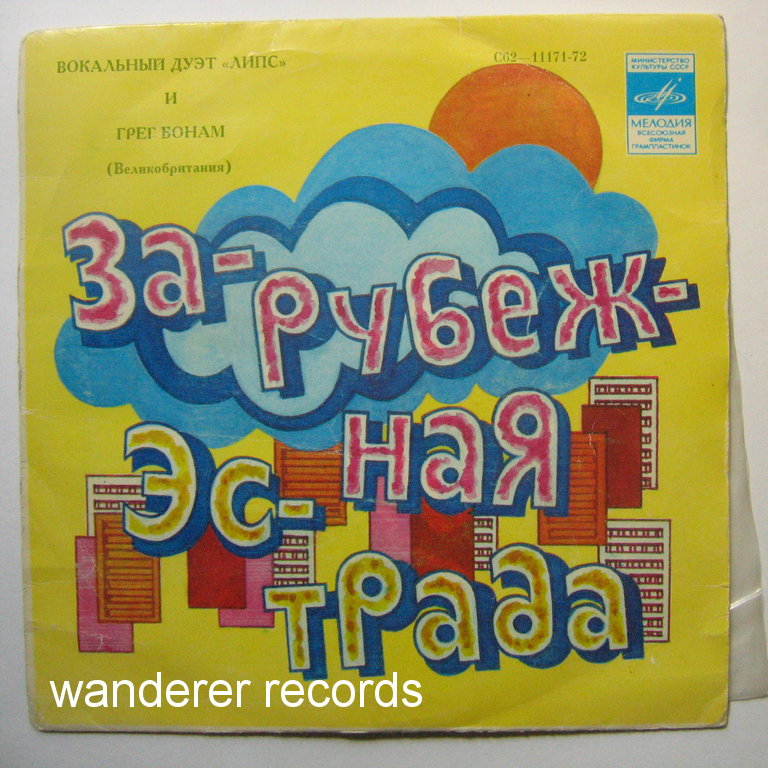 ВОКАЛЬНЫЙ ДУЭТ «ЛИПС»
И
ГРЕГ БОНАМ
(Великобритания)
С62—11171-72
МИНИСТЕРСТВО
КУЛЬТУРЫ СССР
МЕЛОДИЯ
ВСЕСОЮЗНАЯ
ФИРМА
ГРАМПЛАСТИНОК
За-
рубеж-
ная
эс-
трада
wanderer records